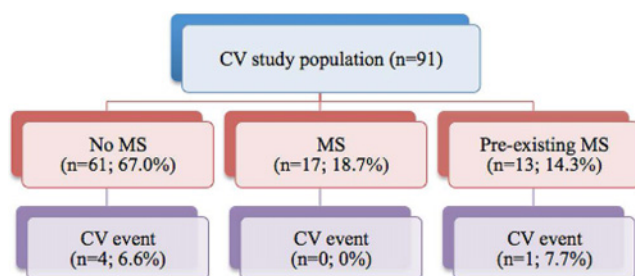 CV study population (n=91)
No MS
(n=61; 67.0%)
MS
(n=17; 18.7%)
Pre-existing MS
(n=13; 14.3%)
CV event
(n=4; 6.6%)
CV event
(n=0; 0%)
CV event
(n=1; 7.7%)